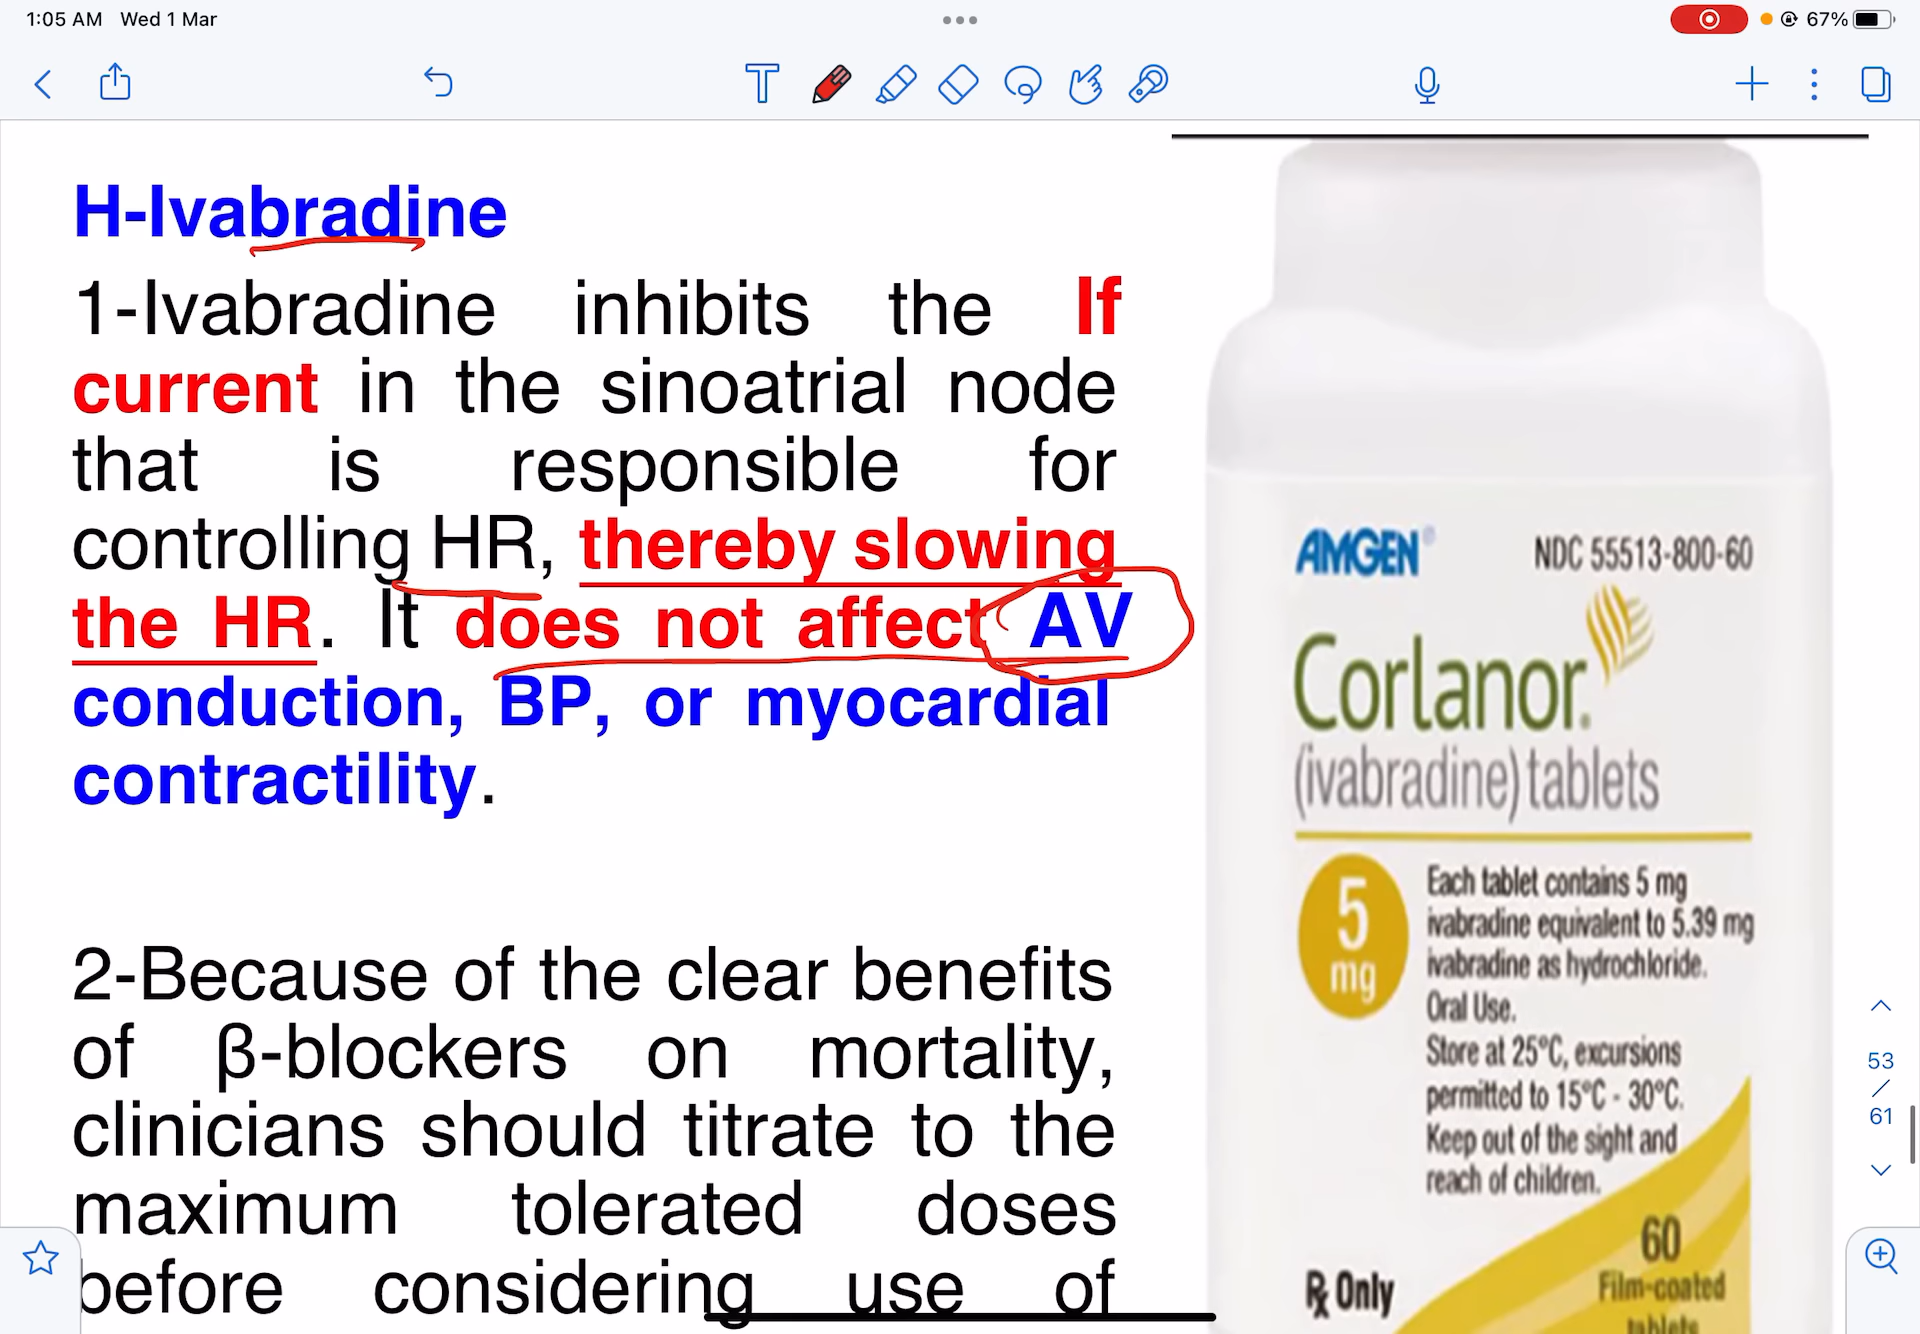 1:05 AM Wed 1 Mar
67%
H-Ivabradine
1-Ivabradine inhibits the If
current in the sinoatrial node
that is responsible for
controlling HR, thereby slowing
the HR. It does not affect AV
conduction, BP, or myocardial
contractility.
2-Because of the clear benefits
of β-blockers on mortality,
clinicians should titrate to the
maximum tolerated doses
before considering use of
AMGEN® NDC 55513-800-60
Corlanor®
(ivabradine) tablets
5
mg
Each tablet contains 5 mg
ivabradine equivalent to 5.39 mg
ivabradine as hydrochloride.
Oral Use.
Store at 25°C, excursions
permitted to 15°C - 30°C.
Keep out of the sight and
reach of children.
60
Film-coated
tablets
Rx Only
53
/
61